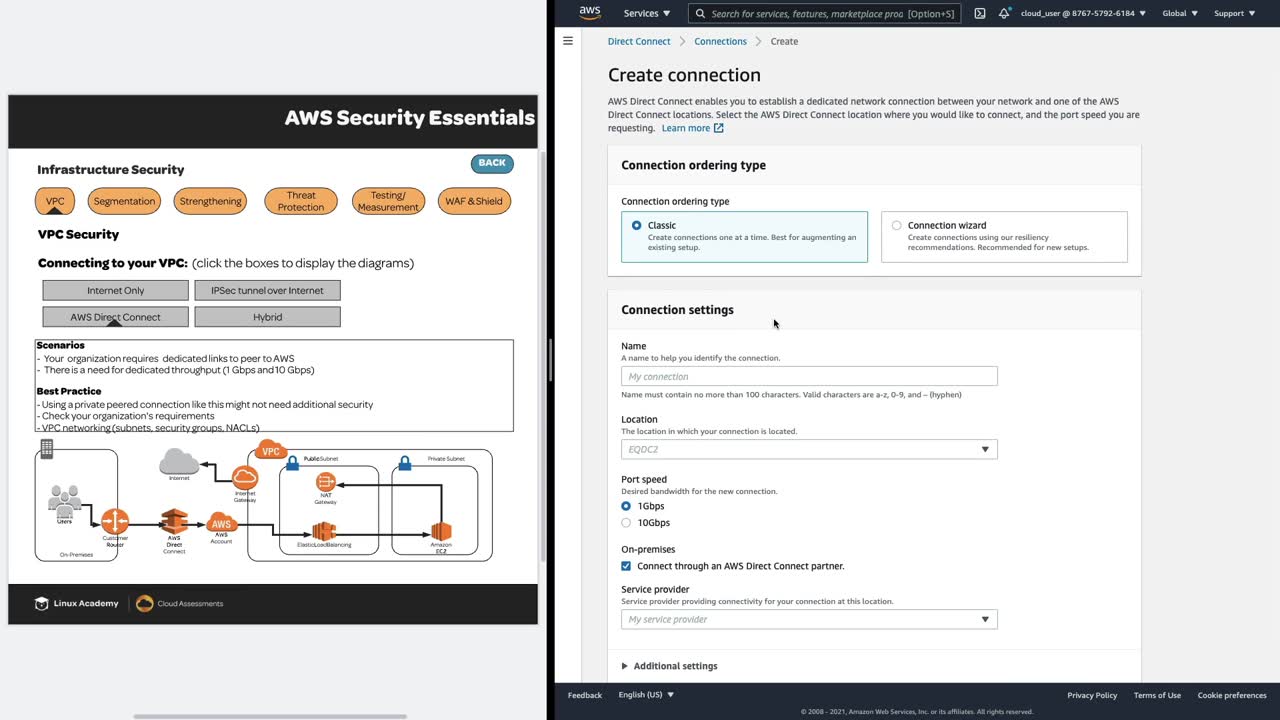 AWS Security Essentials
Infrastructure Security
BACK
VPC
Segmentation
Strengthening
Threat
Protection
Testing/
Measurement
WAF & Shield
VPC Security
Connecting to your VPC: (click the boxes to display the diagrams)
Internet Only
IPSec tunnel over Internet
AWS Direct Connect
Hybrid
Scenarios
- Your organization requires dedicated links to peer to AWS
- There is a need for dedicated throughput (1 Gbps and 10 Gbps)
Best Practice
- Using a private peered connection like this might not need additional security
- Check your organization's requirements
- VPC networking (subnets, security groups, NACLs)
VPC
Public Subnet
Private Subnet
Internet
Internet
Gateway
NAT
Gateway
Users
Customer
Router
AWS
Direct
Connect
AWS
AWS
Account
ElasticLoadBalancing
Amazon
EC2
On-Premises
Linux Academy
Cloud Assessments
aws
Services
Search for services, features, marketplace proc [Option+S]
cloud_user @ 8767-5792-6184
Global
Support
Direct Connect
Connections
Create
Create connection
AWS Direct Connect enables you to establish a dedicated network connection between your network and one of the AWS
Direct Connect locations. Select the AWS Direct Connect location where you would like to connect, and the port speed you are
requesting. Learn more
Connection ordering type
Connection ordering type
Classic
Create connections one at a time. Best for augmenting an
existing setup.
Connection wizard
Create connections using our resiliency
recommendations. Recommended for new setups.
Connection settings
Name
A name to help you identify the connection.
My connection
Name must contain no more than 100 characters. Valid characters are a-z, 0-9, and – (hyphen)
Location
The location in which your connection is located.
EQDC2
Port speed
Desired bandwidth for the new connection.
1Gbps
10Gbps
On-premises
Connect through an AWS Direct Connect partner.
Service provider
Service provider providing connectivity for your connection at this location.
My service provider
Additional settings
Feedback
English (US)
Privacy Policy
Terms of Use
Cookie preferences
© 2008 - 2021, Amazon Web Services, Inc. or its affiliates. All rights reserved.